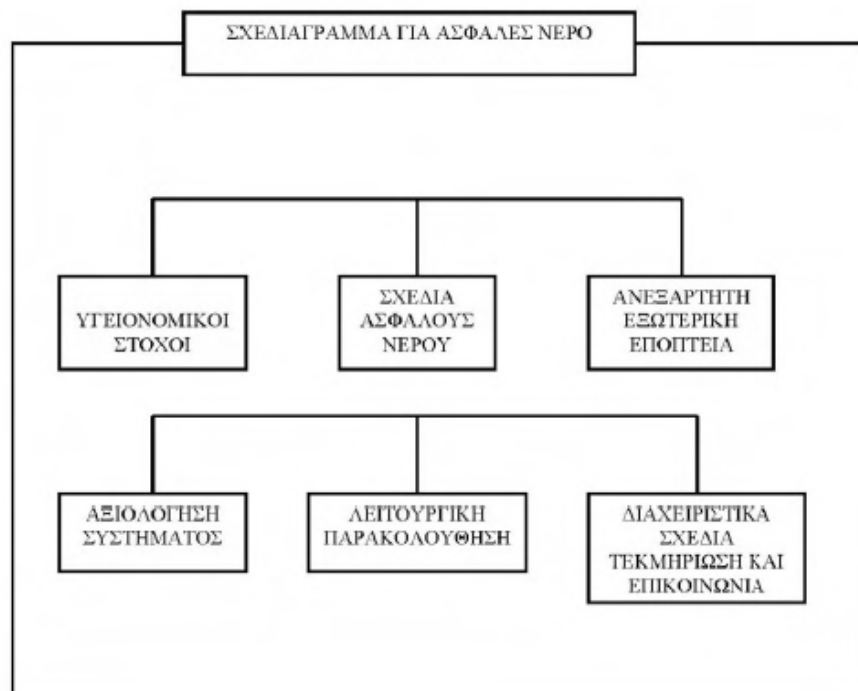 ΣΧΕΔΙΑΓΡΑΜΜΑ ΓΙΑ ΑΣΦΑΛΕΣ ΝΕΡΟ
ΥΓΕΙΟΝΟΜΙΚΟΙ
ΣΤΟΧΟΙ
ΣΧΕΔΙΑ
ΑΣΦΑΛΟΥΣ
ΝΕΡΟΥ
ΑΝΕΞΑΡΤΗΤΗ
ΕΞΩΤΕΡΙΚΗ
ΕΠΟΠΤΕΙΑ
ΑΞΙΟΛΟΓΗΣΗ
ΣΥΣΤΗΜΑΤΟΣ
ΛΕΙΤΟΥΡΓΙΚΗ
ΠΑΡΑΚΟΛΟΥΘΗΣΗ
ΔΙΑΧΕΙΡΙΣΤΙΚΑ
ΣΧΕΔΙΑ
ΤΕΚΜΗΡΙΩΣΗ ΚΑΙ
ΕΠΙΚΟΙΝΩΝΙΑ